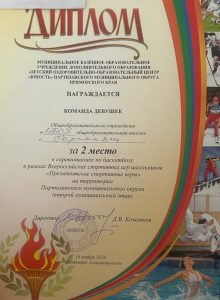 ДИПЛОМ
МУНИЦИПАЛЬНОЕ КАЗЁННОЕ ОБРАЗОВАТЕЛЬНОЕ
УЧРЕЖДЕНИЕ ДОПОЛНИТЕЛЬНОГО ОБРАЗОВАНИЯ
«ДЕТСКИЙ ОЗДОРОВИТЕЛЬНО-ОБРАЗОВАТЕЛЬНЫЙ ЦЕНТР
«ЮНОСТЬ» ПАРТИЗАНСКОГО МУНИЦИПАЛЬНОГО ОКРУГА
ПРИМОРСКОГО КРАЯ
НАГРАЖДАЕТСЯ
КОМАНДА ДЕВУШЕК
Общеобразовательного учреждения
общеобразовательная школа»
за 2 место
в соревнованиях по баскетболу
в рамках Всероссийских спортивных игр школьников
«Президентские спортивные игры»
на территории
Партизанского муниципального округа
(второй муниципальный этап)
Директор Д.В. Кочетков
«ЮНОСТЬ»
2024г.